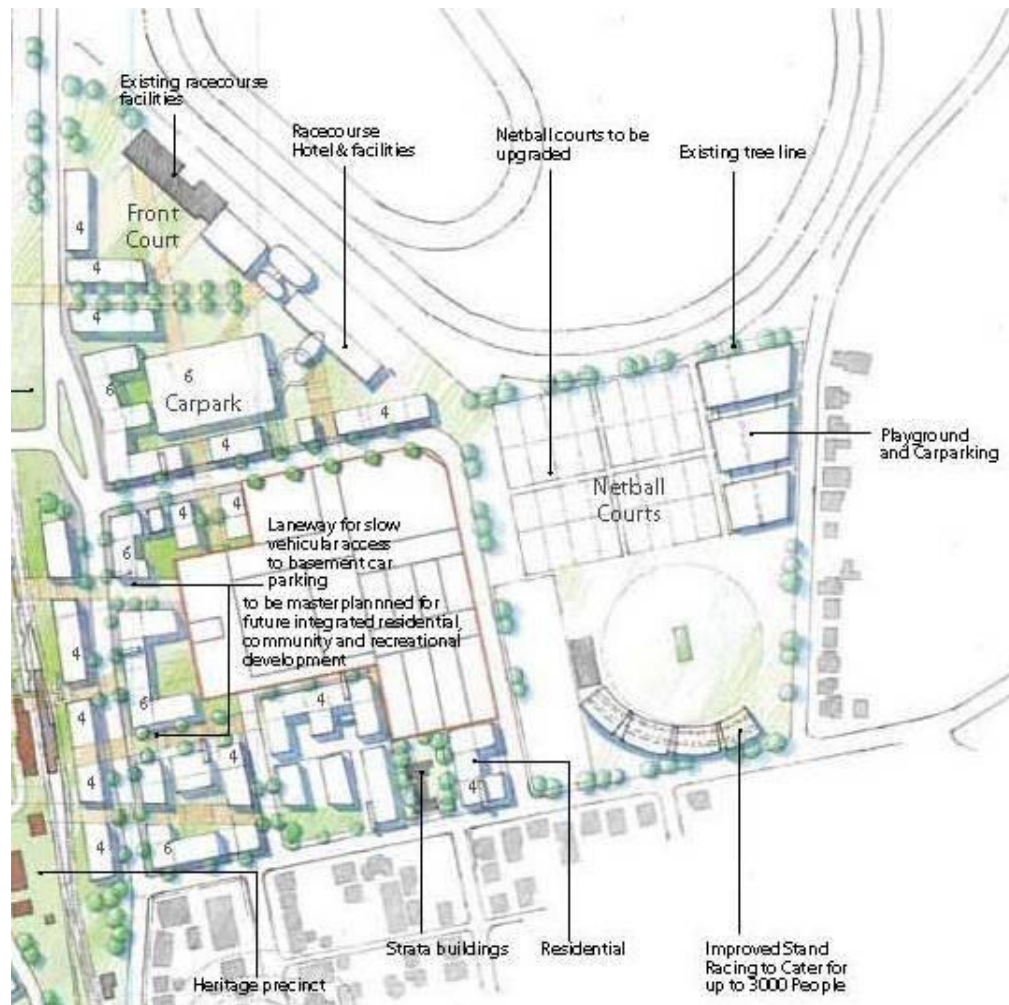 Existing racecourse
facilities
Racecourse
Hotel & facilities
Netball courts to be
upgraded
Existing tree line
Front
Court
4
4
4
6
6
Carpark
4
4
Playground
and Carparking
Netball
Courts
4
4
6
Laneway for slow
vehicular access
to basement car
parking
to be masterplannned for
future integrated residential,
community and recreational
development
4
6
4
4
4
4
4
4
6
Strata buildings
Residential
Improved Stand
Racing to Cater for
up to 3000 People
Heritage precinct